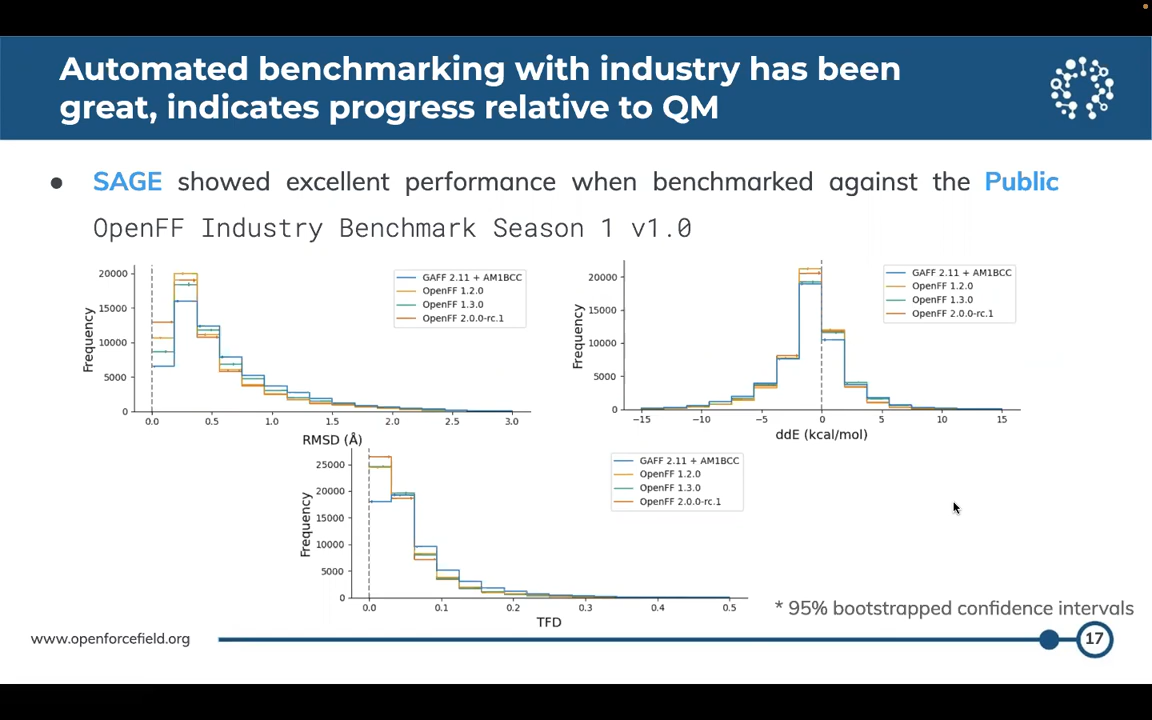 Automated benchmarking with industry has been
great, indicates progress relative to QM
● SAGE showed excellent performance when benchmarked against the Public
OpenFF Industry Benchmark Season 1 v1.0
Frequency
20000
15000
10000
5000
0
0.0 0.5 1.0 1.5 2.0 2.5 3.0
RMSD (Å)
GAFF 2.11 + AM1BCC
OpenFF 1.2.0
OpenFF 1.3.0
OpenFF 2.0.0-rc.1
Frequency
20000
15000
10000
5000
0
−15 −10 −5 0 5 10 15
ddE (kcal/mol)
GAFF 2.11 + AM1BCC
OpenFF 1.2.0
OpenFF 1.3.0
OpenFF 2.0.0-rc.1
Frequency
25000
20000
15000
10000
5000
0
0.0 0.1 0.2 0.3 0.4 0.5
TFD
GAFF 2.11 + AM1BCC
OpenFF 1.2.0
OpenFF 1.3.0
OpenFF 2.0.0-rc.1
* 95% bootstrapped confidence intervals
www.openforcefield.org
17